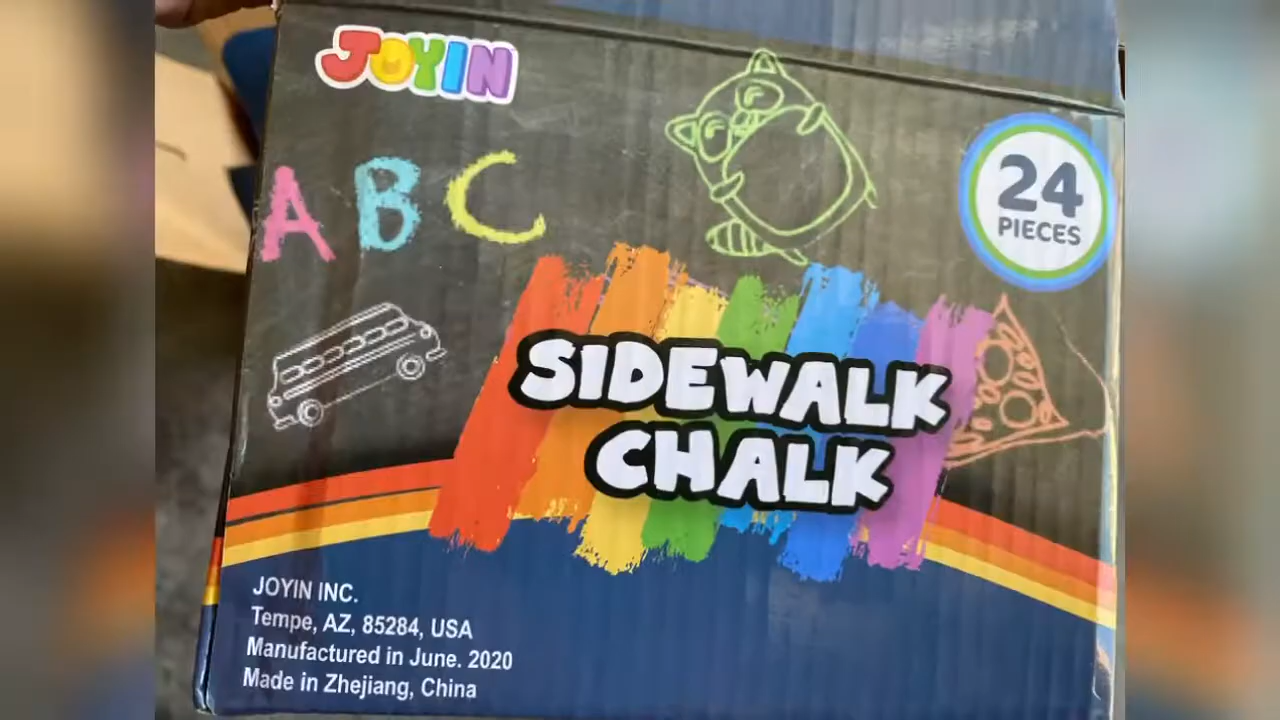 JOYIN
A B C
24
PIECES
SIDEWALK
CHALK
JOYIN INC.
Tempe, AZ, 85284, USA
Manufactured in June. 2020
Made in Zhejiang, China